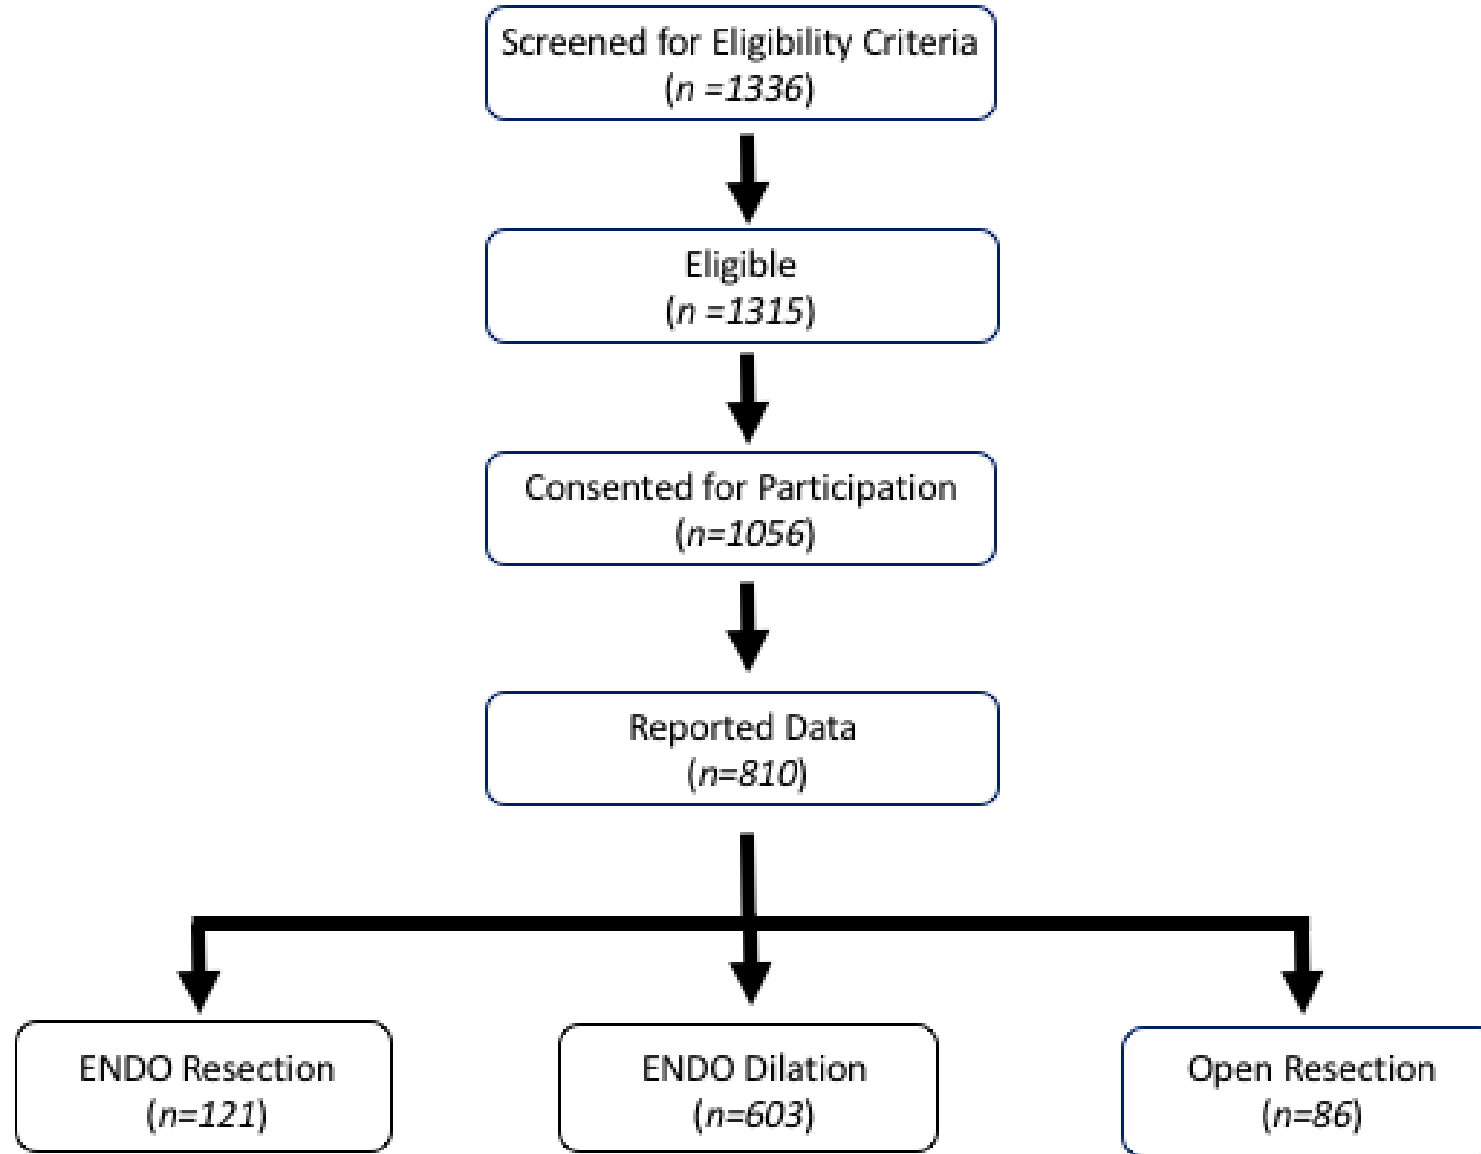 Screened for Eligibility Criteria
(n =1336)
Eligible
(n =1315)
Consented for Participation
(n=1056)
Reported Data
(n=810)
ENDO Resection
(n=121)
ENDO Dilation
(n=603)
Open Resection
(n=86)